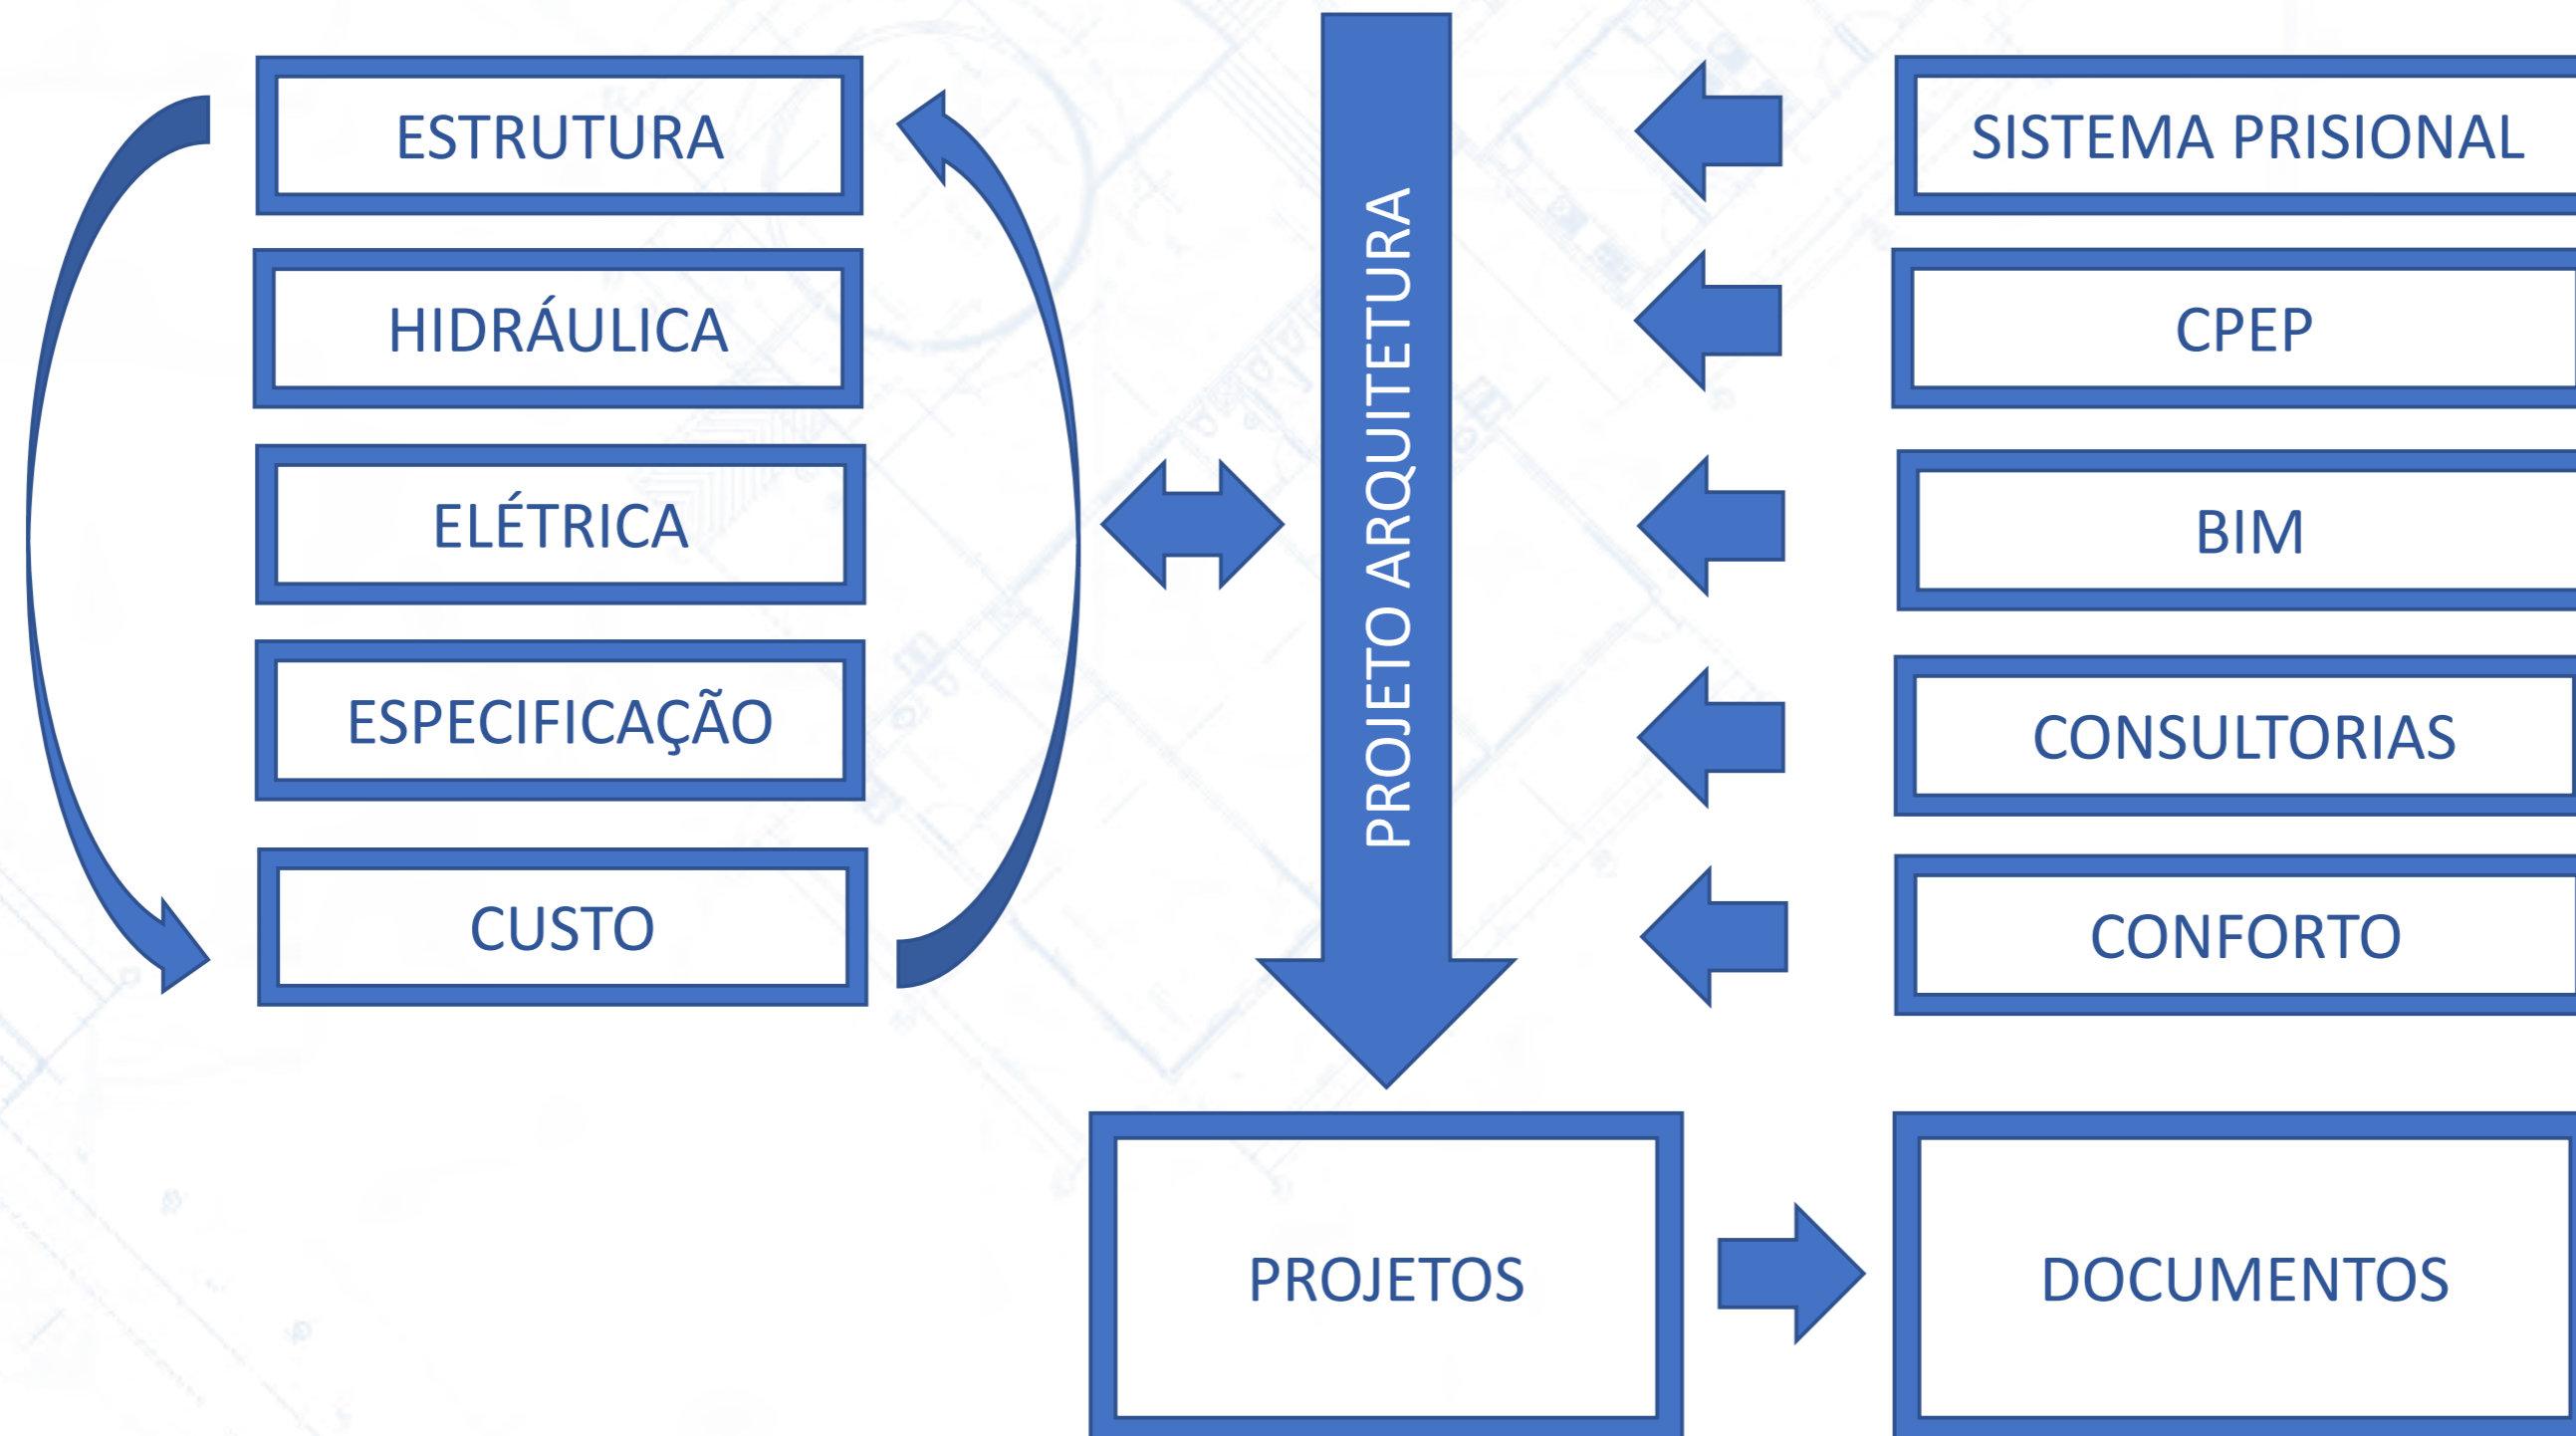 ESTRUTURA
HIDRÁULICA
ELÉTRICA
ESPECIFICAÇÃO
CUSTO
PROJETO ARQUITETURA
SISTEMA PRISIONAL
CPEP
BIM
CONSULTORIAS
CONFORTO
PROJETOS
DOCUMENTOS